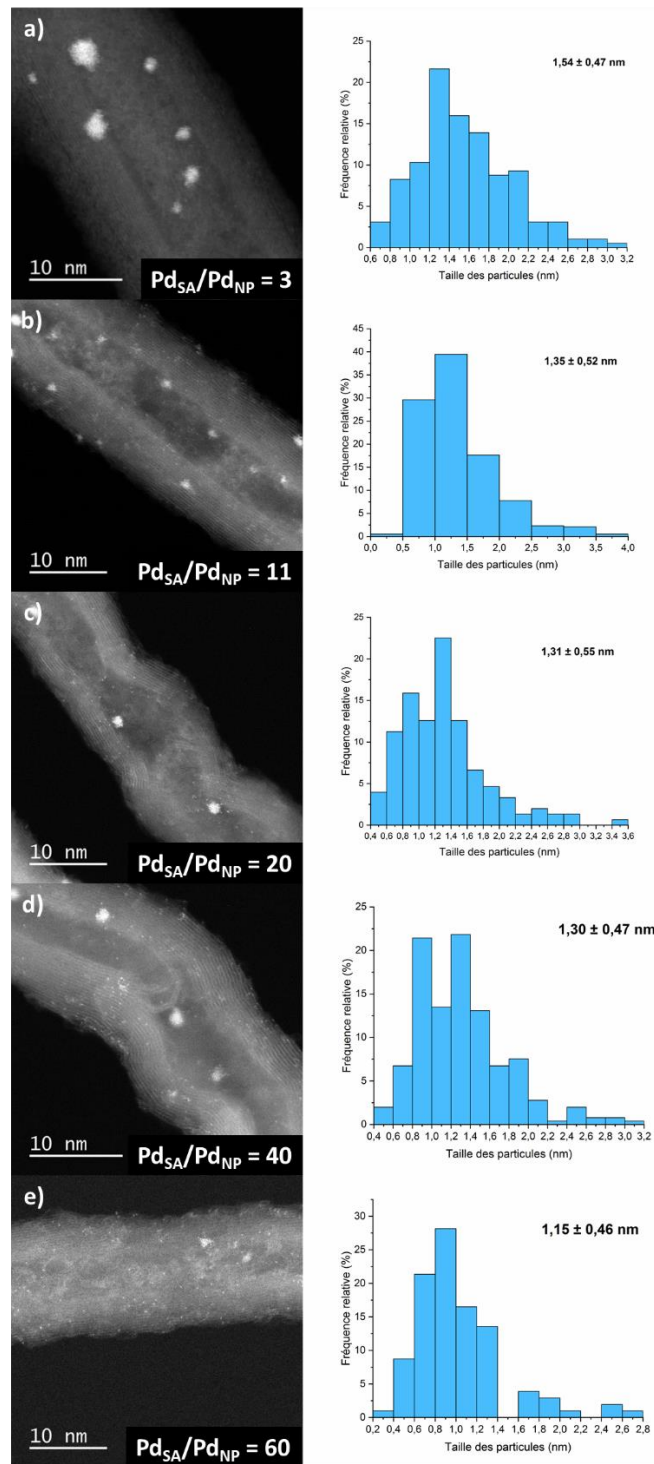 a)
10 nm
Pd_SA/Pd_NP = 3
1,54 ± 0,47 nm
Fréquence relative (%)
25
20
15
10
5
0
0,6 0,8 1,0 1,2 1,4 1,6 1,8 2,0 2,2 2,4 2,6 2,8 3,0 3,2
Taille des particules (nm)
b)
10 nm
Pd_SA/Pd_NP = 11
1,35 ± 0,52 nm
Fréquence relative (%)
45
40
35
30
25
20
15
10
5
0
0,0 0,5 1,0 1,5 2,0 2,5 3,0 3,5 4,0
Taille des particules (nm)
c)
10 nm
Pd_SA/Pd_NP = 20
1,31 ± 0,55 nm
Fréquence relative (%)
25
20
15
10
5
0
0,4 0,6 0,8 1,0 1,2 1,4 1,6 1,8 2,0 2,2 2,4 2,6 2,8 3,0 3,2 3,4 3,6
Taille des particules (nm)
d)
10 nm
Pd_SA/Pd_NP = 40
1,30 ± 0,47 nm
Fréquence relative (%)
25
20
15
10
5
0
0,4 0,6 0,8 1,0 1,2 1,4 1,6 1,8 2,0 2,2 2,4 2,6 2,8 3,0 3,2
Taille des particules (nm)
e)
10 nm
Pd_SA/Pd_NP = 60
1,15 ± 0,46 nm
Fréquence relative (%)
30
25
20
15
10
5
0
0,2 0,4 0,6 0,8 1,0 1,2 1,4 1,6 1,8 2,0 2,2 2,4 2,6 2,8
Taille des particules (nm)